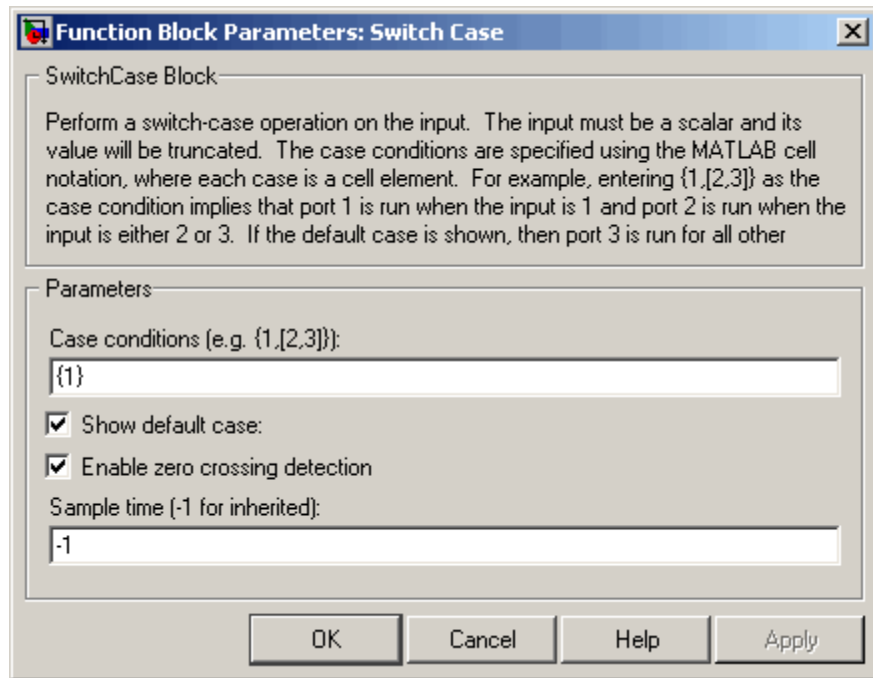 Function Block Parameters: Switch Case
SwitchCase Block
Perform a switch-case operation on the input.  The input must be a scalar and its
value will be truncated.  The case conditions are specified using the MATLAB cell
notation, where each case is a cell element.  For example, entering {1,[2,3]} as the
case condition implies that port 1 is run when the input is 1 and port 2 is run when the
input is either 2 or 3.  If the default case is shown, then port 3 is run for all other
Parameters
Case conditions (e.g. {1,[2,3]}):
{1}
Show default case:
Enable zero crossing detection
Sample time (-1 for inherited):
-1
OK Cancel Help Apply